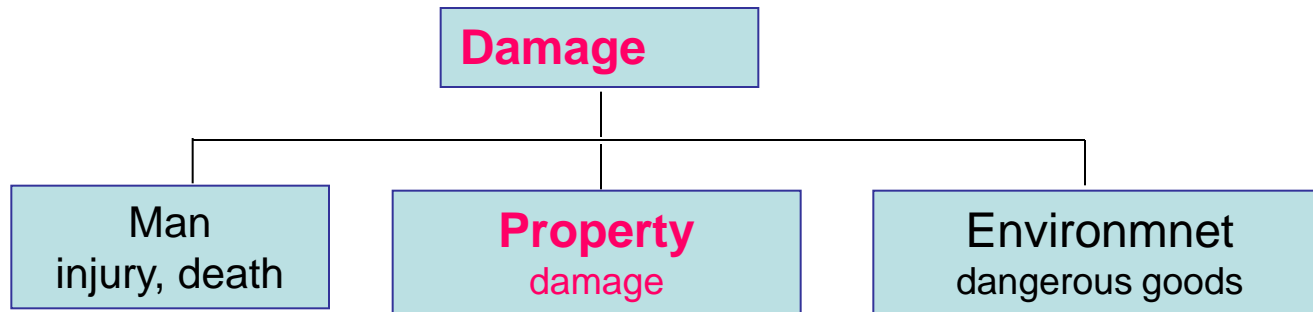 Damage
Man
injury, death
Property
damage
Environmnet
dangerous goods